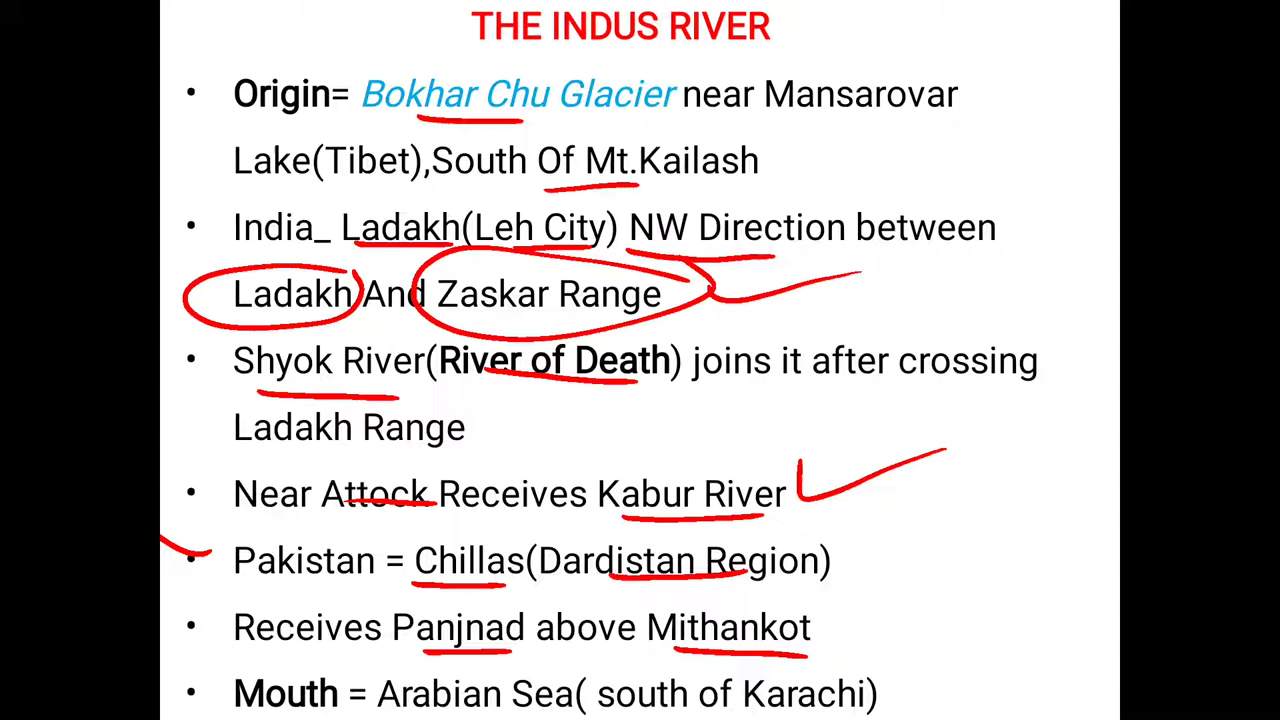 THE INDUS RIVER
• Origin= Bokhar Chu Glacier near Mansarovar
Lake(Tibet),South Of Mt.Kailash
• India_ Ladakh(Leh City) NW Direction between
Ladakh And Zaskar Range
• Shyok River(River of Death) joins it after crossing
Ladakh Range
• Near Attock Receives Kabur River
• Pakistan = Chillas(Dardistan Region)
• Receives Panjnad above Mithankot
• Mouth = Arabian Sea( south of Karachi)